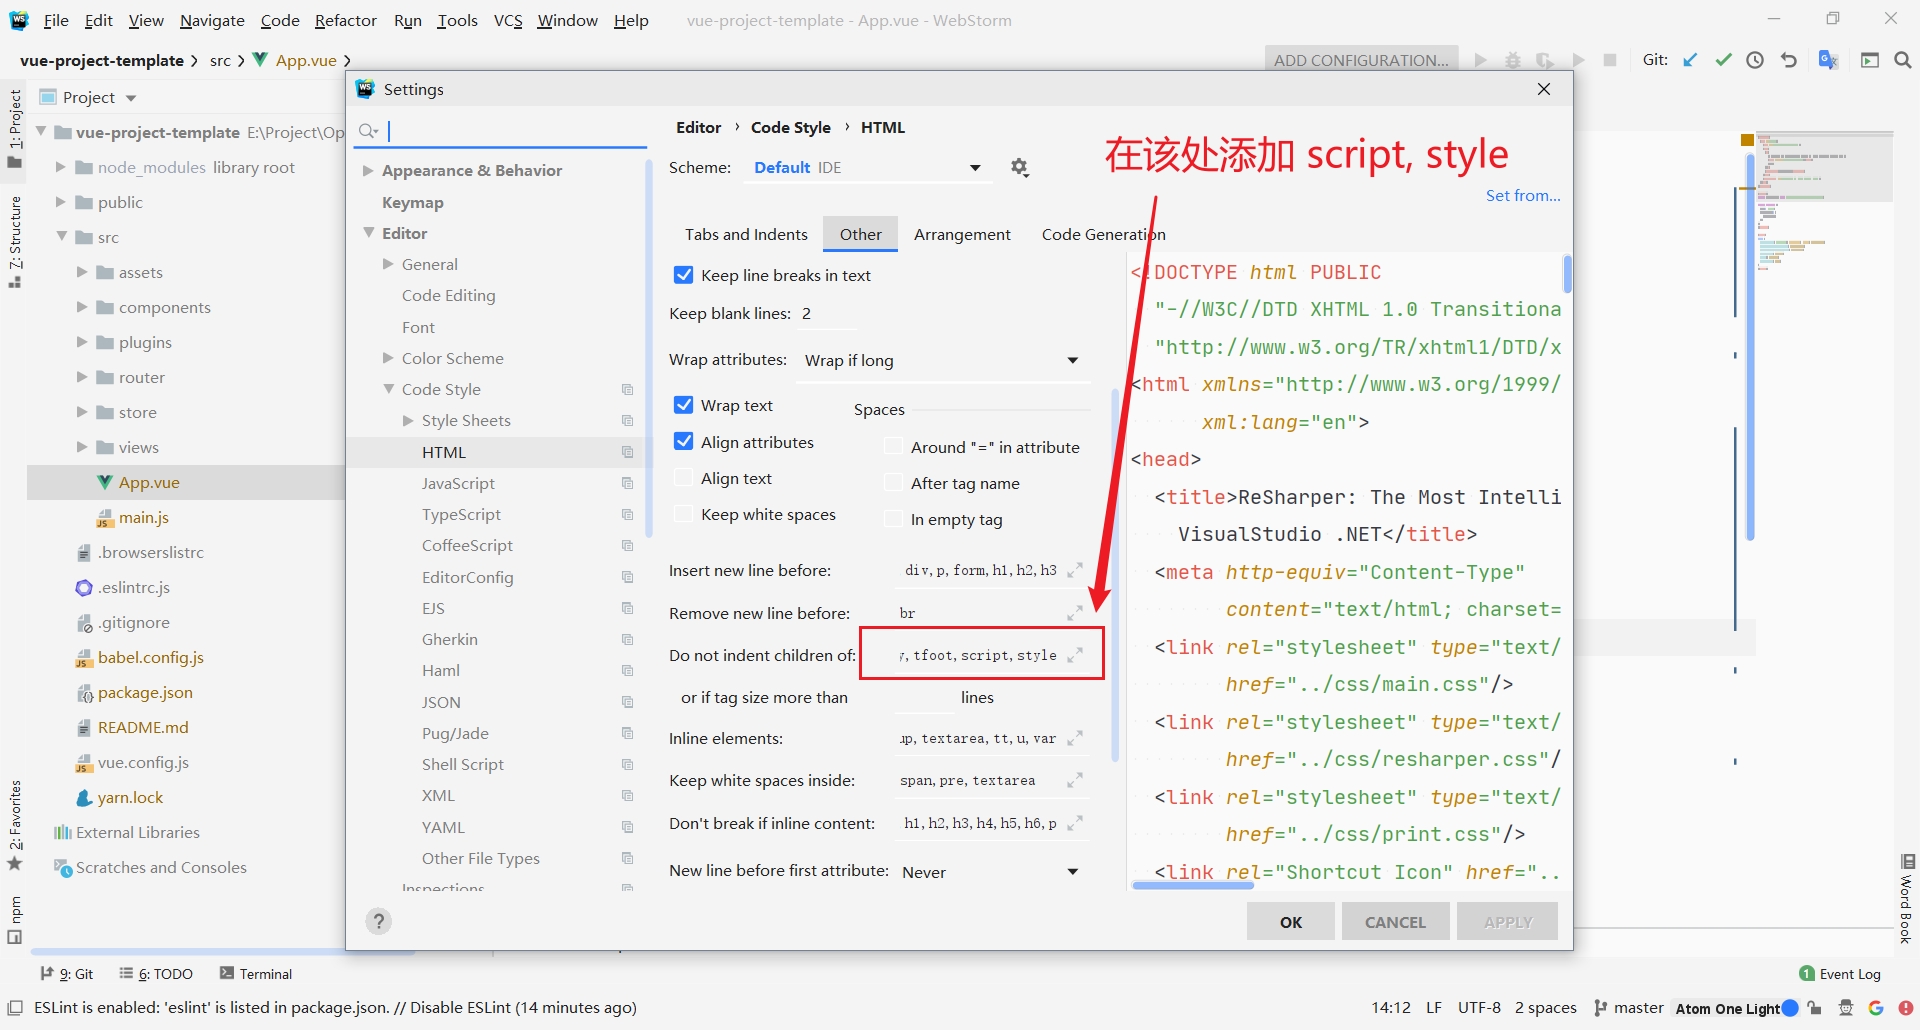 File Edit View Navigate Code Refactor Run Tools VCS Window Help vue-project-template - App.vue - WebStorm
vue-project-template src App.vue ADD CONFIGURATION... Git:
1: Project
7: Structure
2: Favorites
npm
Project
vue-project-template E:\Project\Op
node_modules library root
public
src
assets
components
plugins
router
store
views
App.vue
main.js
.browserslistrc
.eslintrc.js
.gitignore
babel.config.js
package.json
README.md
vue.config.js
yarn.lock
External Libraries
Scratches and Consoles
Settings
Appearance & Behavior
Keymap
Editor
General
Code Editing
Font
Color Scheme
Code Style
Style Sheets
HTML
JavaScript
TypeScript
CoffeeScript
EditorConfig
EJS
Gherkin
Haml
JSON
Pug/Jade
Shell Script
XML
YAML
Other File Types
Inspections
Editor › Code Style › HTML
在该处添加 script, style
Scheme: Default IDE
Set from...
Tabs and Indents Other Arrangement Code Generation
Keep line breaks in text
Keep blank lines: 2
Wrap attributes: Wrap if long
Wrap text
Align attributes
Align text
Keep white spaces
Spaces
Around "=" in attribute
After tag name
In empty tag
Insert new line before: div,p,form,h1,h2,h3
Remove new line before: br
Do not indent children of: y,tfoot,script,style
or if tag size more than lines
Inline elements: up,textarea,tt,u,var
Keep white spaces inside: span,pre,textarea
Don't break if inline content: h1,h2,h3,h4,h5,h6,p
New line before first attribute: Never
<!DOCTYPE html PUBLIC
"-//W3C//DTD XHTML 1.0 Transitiona
"http://www.w3.org/TR/xhtml1/DTD/x
<html xmlns="http://www.w3.org/1999/
xml:lang="en">
<head>
<title>ReSharper: The Most Intelli
VisualStudio .NET</title>
<meta http-equiv="Content-Type"
content="text/html; charset=
<link rel="stylesheet" type="text/
href="../css/main.css"/>
<link rel="stylesheet" type="text/
href="../css/resharper.css"/
<link rel="stylesheet" type="text/
href="../css/print.css"/>
<link rel="Shortcut Icon" href="..
? OK CANCEL APPLY
Word Book
9: Git 6: TODO Terminal 1 Event Log
ESLint is enabled: 'eslint' is listed in package.json. // Disable ESLint (14 minutes ago) 14:12 LF UTF-8 2 spaces master Atom One Light